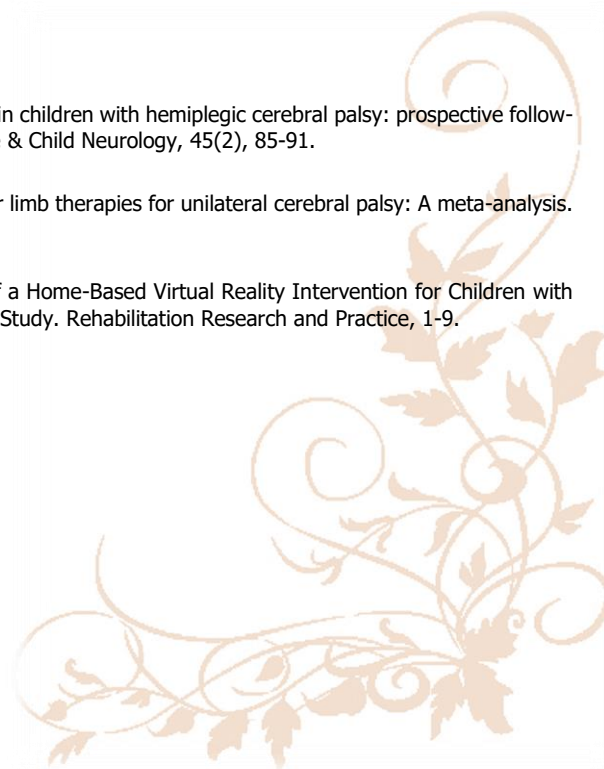 in children with hemiplegic cerebral palsy: prospective follow-
& Child Neurology, 45(2), 85-91.
r limb therapies for unilateral cerebral palsy: A meta-analysis.
f a Home-Based Virtual Reality Intervention for Children with
Study. Rehabilitation Research and Practice, 1-9.